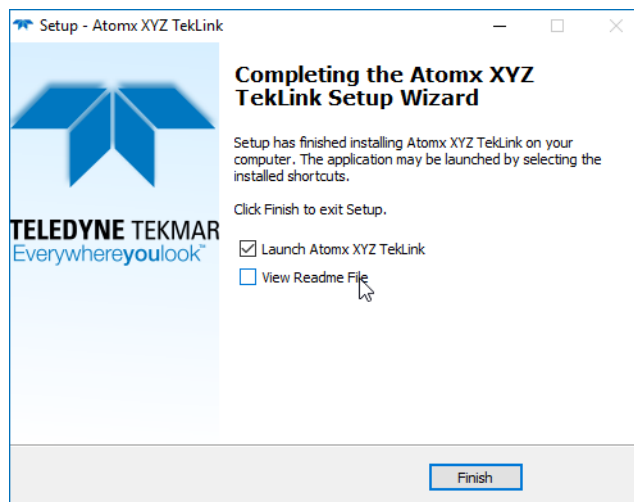 Setup - Atomx XYZ TekLink
Completing the Atomx XYZ
TekLink Setup Wizard
Setup has finished installing Atomx XYZ TekLink on your
computer. The application may be launched by selecting the
installed shortcuts.
Click Finish to exit Setup.
TELEDYNE TEKMAR
Everywhereyoulook™
Launch Atomx XYZ TekLink
View Readme File
Finish